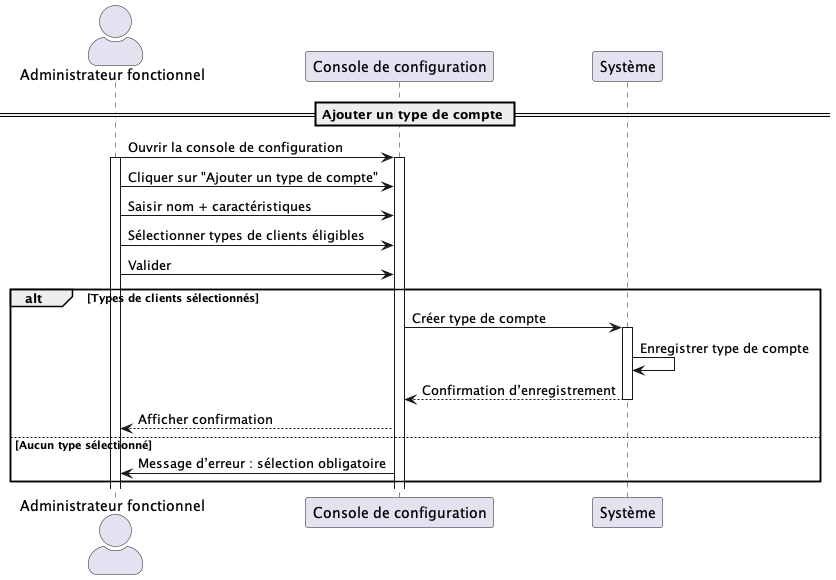 Administrateur fonctionnel
Console de configuration
Système
Ajouter un type de compte
Ouvrir la console de configuration
Cliquer sur "Ajouter un type de compte"
Saisir nom + caractéristiques
Sélectionner types de clients éligibles
Valider
alt
[Types de clients sélectionnés]
Créer type de compte
Enregistrer type de compte
Confirmation d’enregistrement
Afficher confirmation
[Aucun type sélectionné]
Message d’erreur : sélection obligatoire
Administrateur fonctionnel
Console de configuration
Système